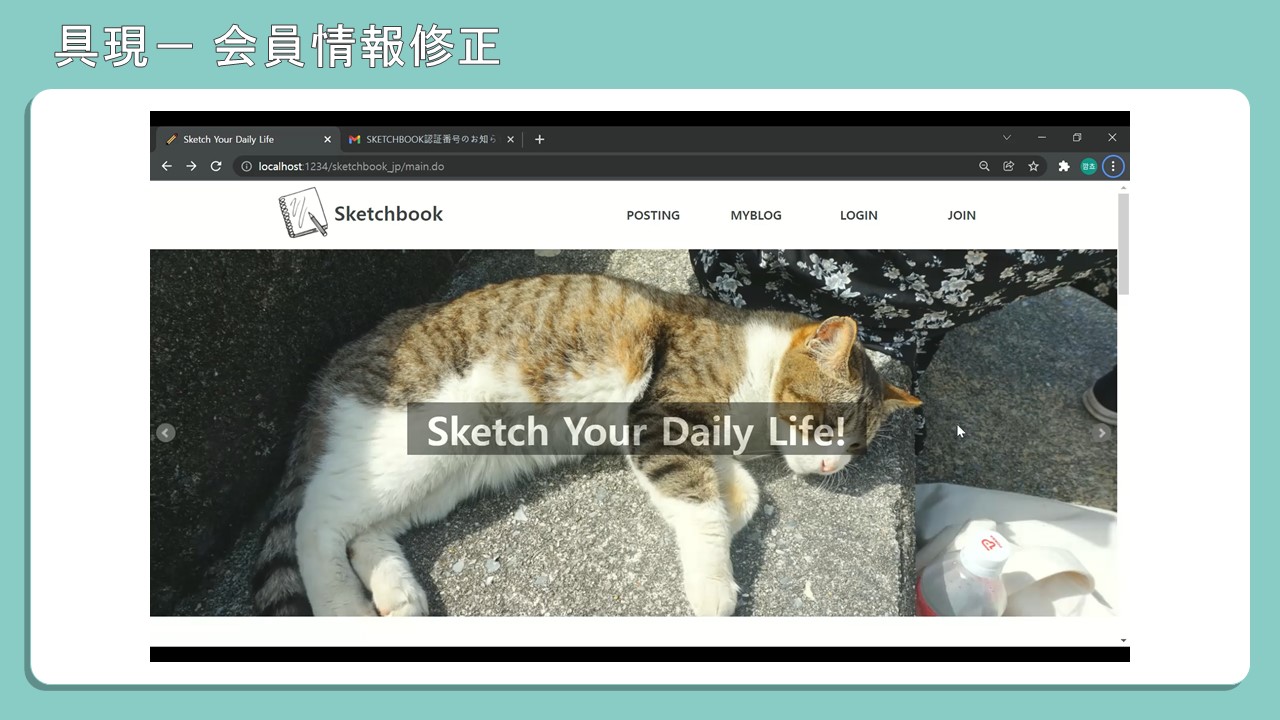 具現ー 会員情報修正
Sketch Your Daily Life
SKETCHBOOK認証番号のお知ら
localhost:1234/sketchbook_jp/main.do
Sketchbook
POSTING MYBLOG LOGIN JOIN
Sketch Your Daily Life!